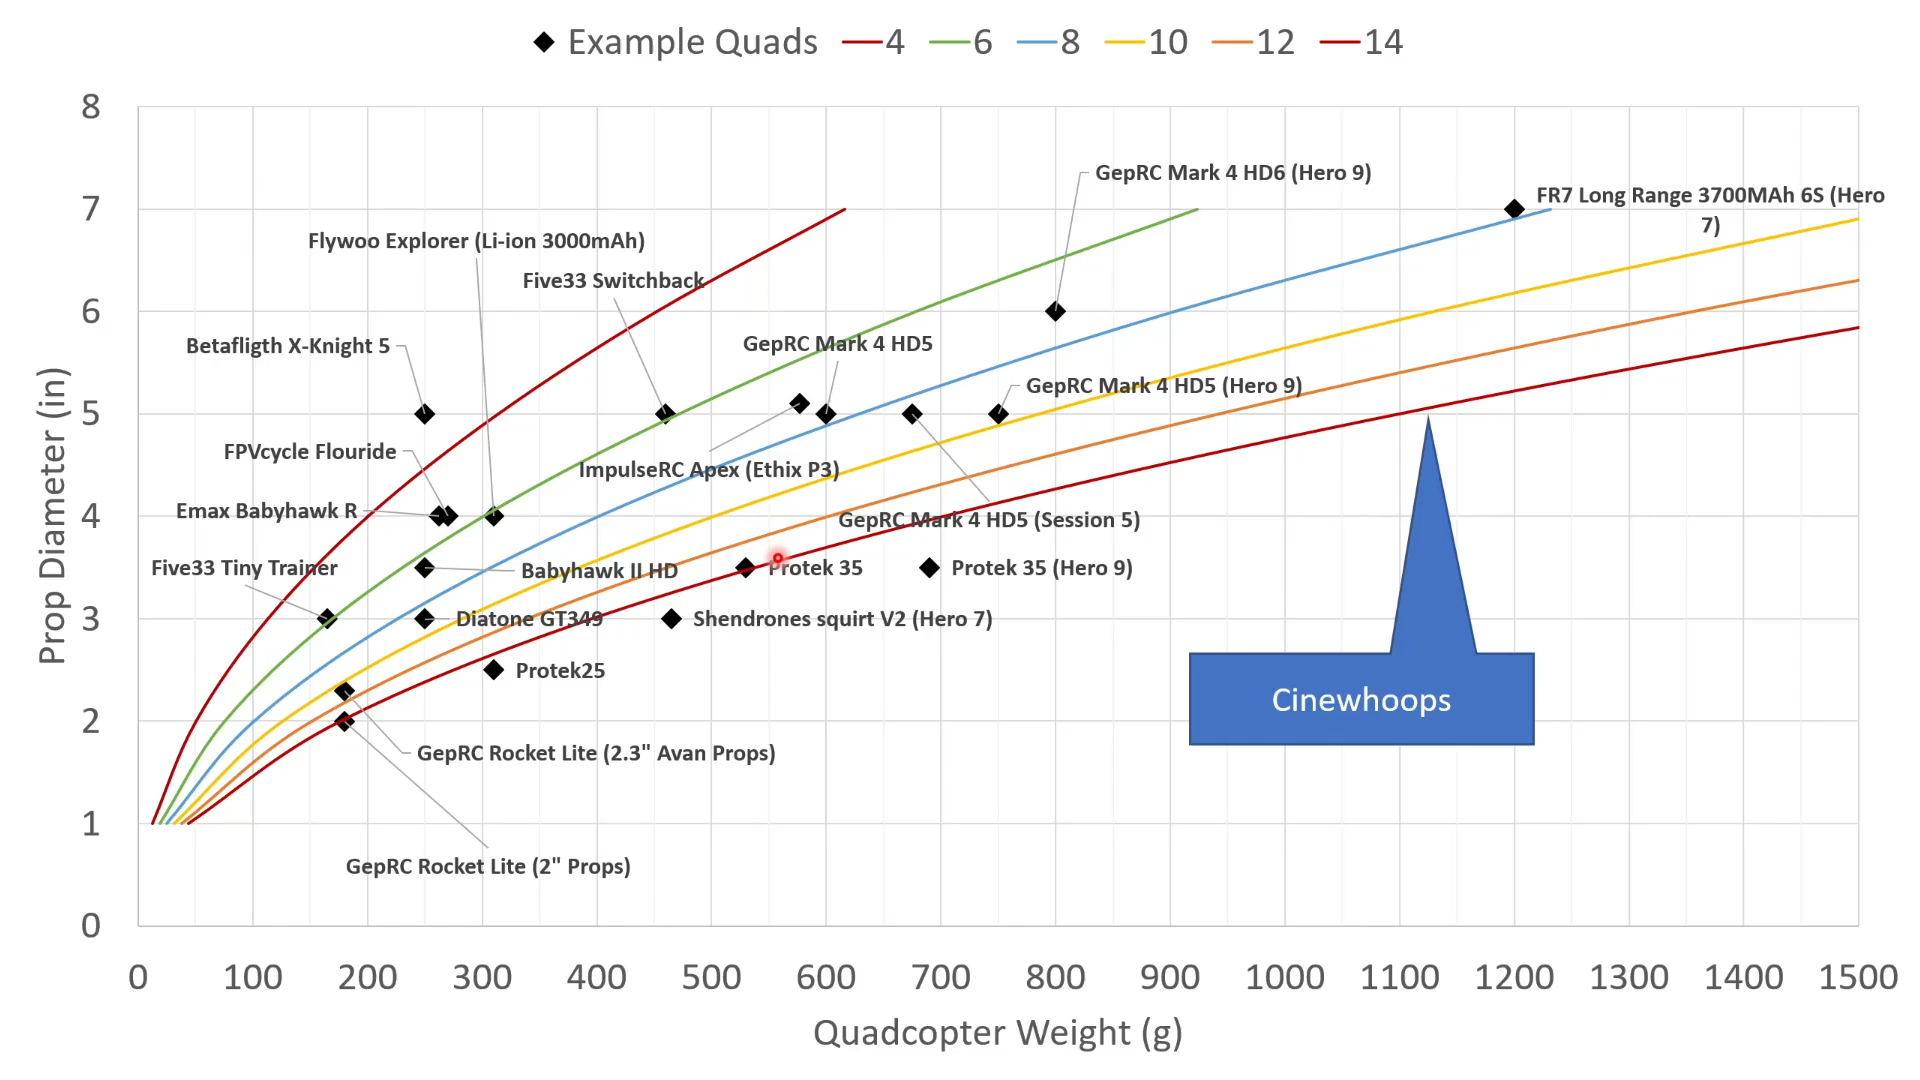 Example Quads 4 6 8 10 12 14
8
7
6
5
4
3
2
1
0
Prop Diameter (in)
GepRC Mark 4 HD6 (Hero 9)
FR7 Long Range 3700MAh 6S (Hero
7)
Flywoo Explorer (Li-ion 3000mAh)
Five33 Switchback
Betafligth X-Knight 5
GepRC Mark 4 HD5
GepRC Mark 4 HD5 (Hero 9)
FPVcycle Flouride
ImpulseRC Apex (Ethix P3)
Emax Babyhawk R
GepRC Mark 4 HD5 (Session 5)
Five33 Tiny Trainer
Babyhawk II HD
Protek 35
Protek 35 (Hero 9)
Diatone GT349
Shendrones squirt V2 (Hero 7)
Protek25
Cinewhoops
GepRC Rocket Lite (2.3" Avan Props)
GepRC Rocket Lite (2" Props)
0 100 200 300 400 500 600 700 800 900 1000 1100 1200 1300 1400 1500
Quadcopter Weight (g)